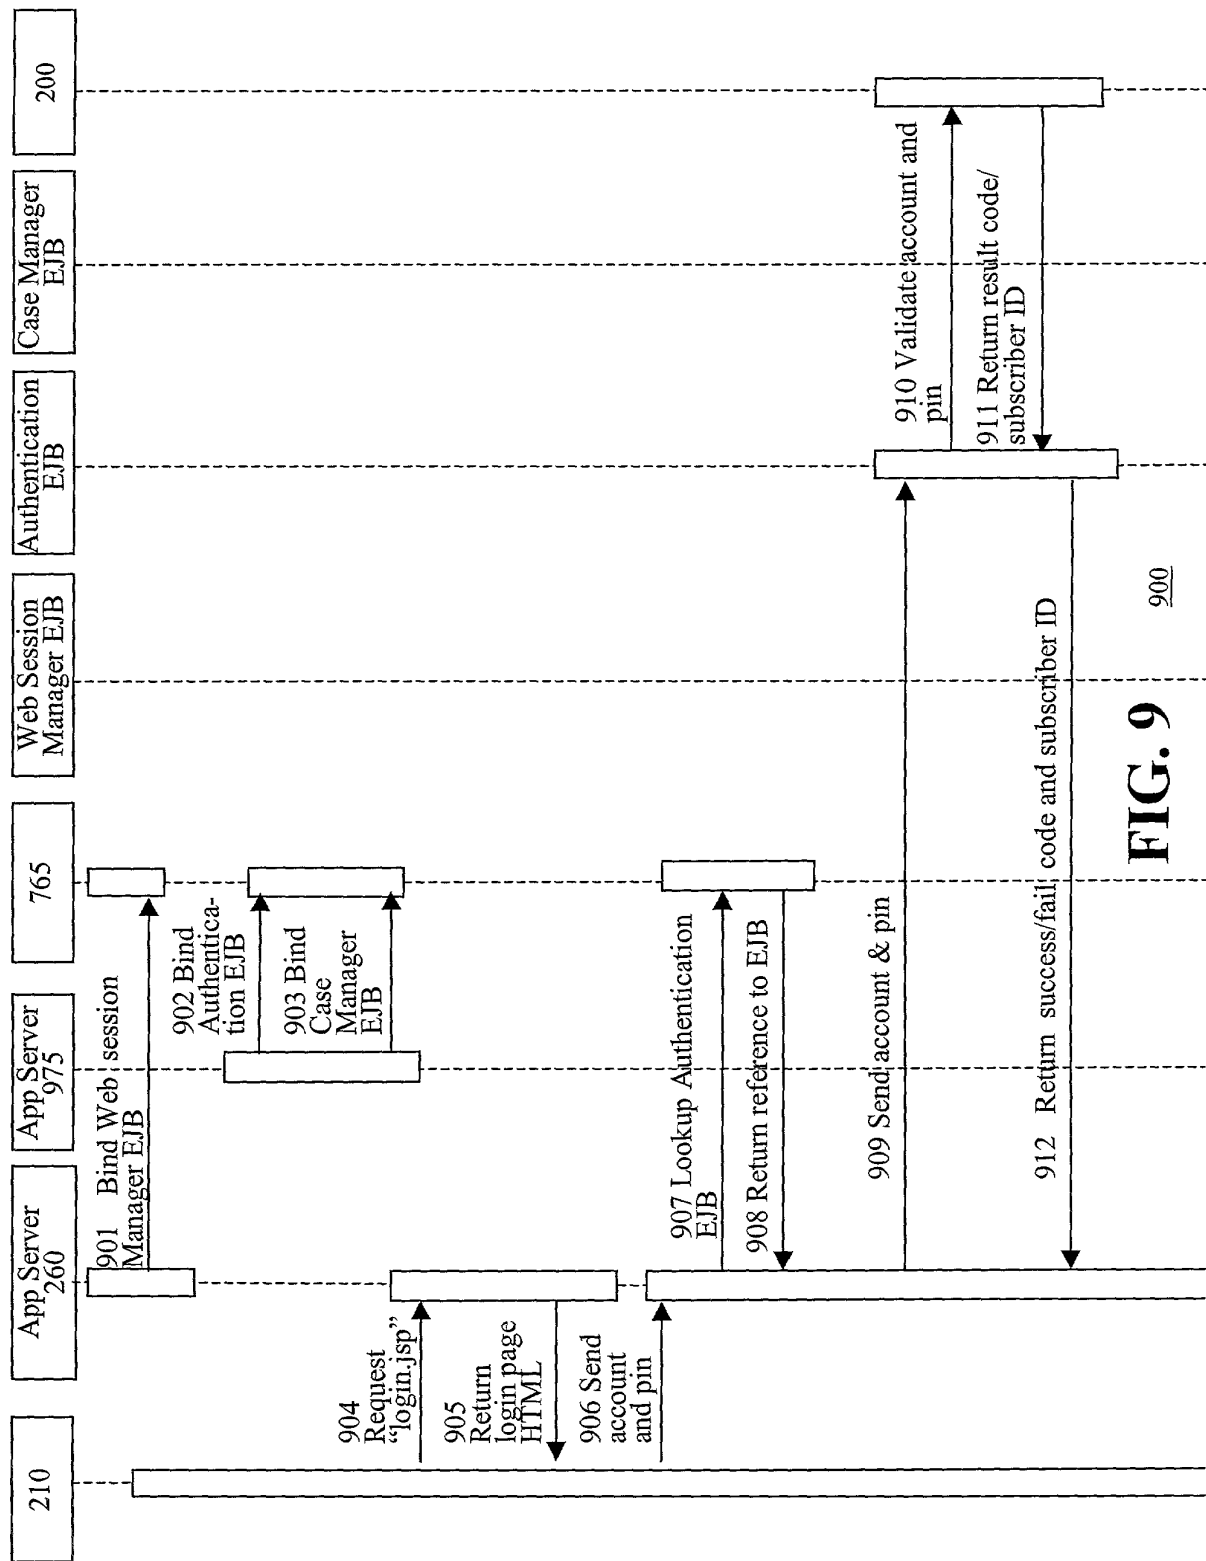 210
App Server
260
App Server
975
765
Web Session
Manager EJB
Authentication
EJB
Case Manager
EJB
200
901 Bind Web session
Manager EJB
902 Bind
Authentica-
tion EJB
903 Bind
Case
Manager
EJB
904
Request
“login.jsp”
905
Return
login page
HTML
906 Send
account
and pin
907 Lookup Authentication
EJB
908 Return reference to EJB
909 Send account & pin
910 Validate account and
pin
911 Return result code/
subscriber ID
912 Return success/fail code and subscriber ID
FIG. 9
900